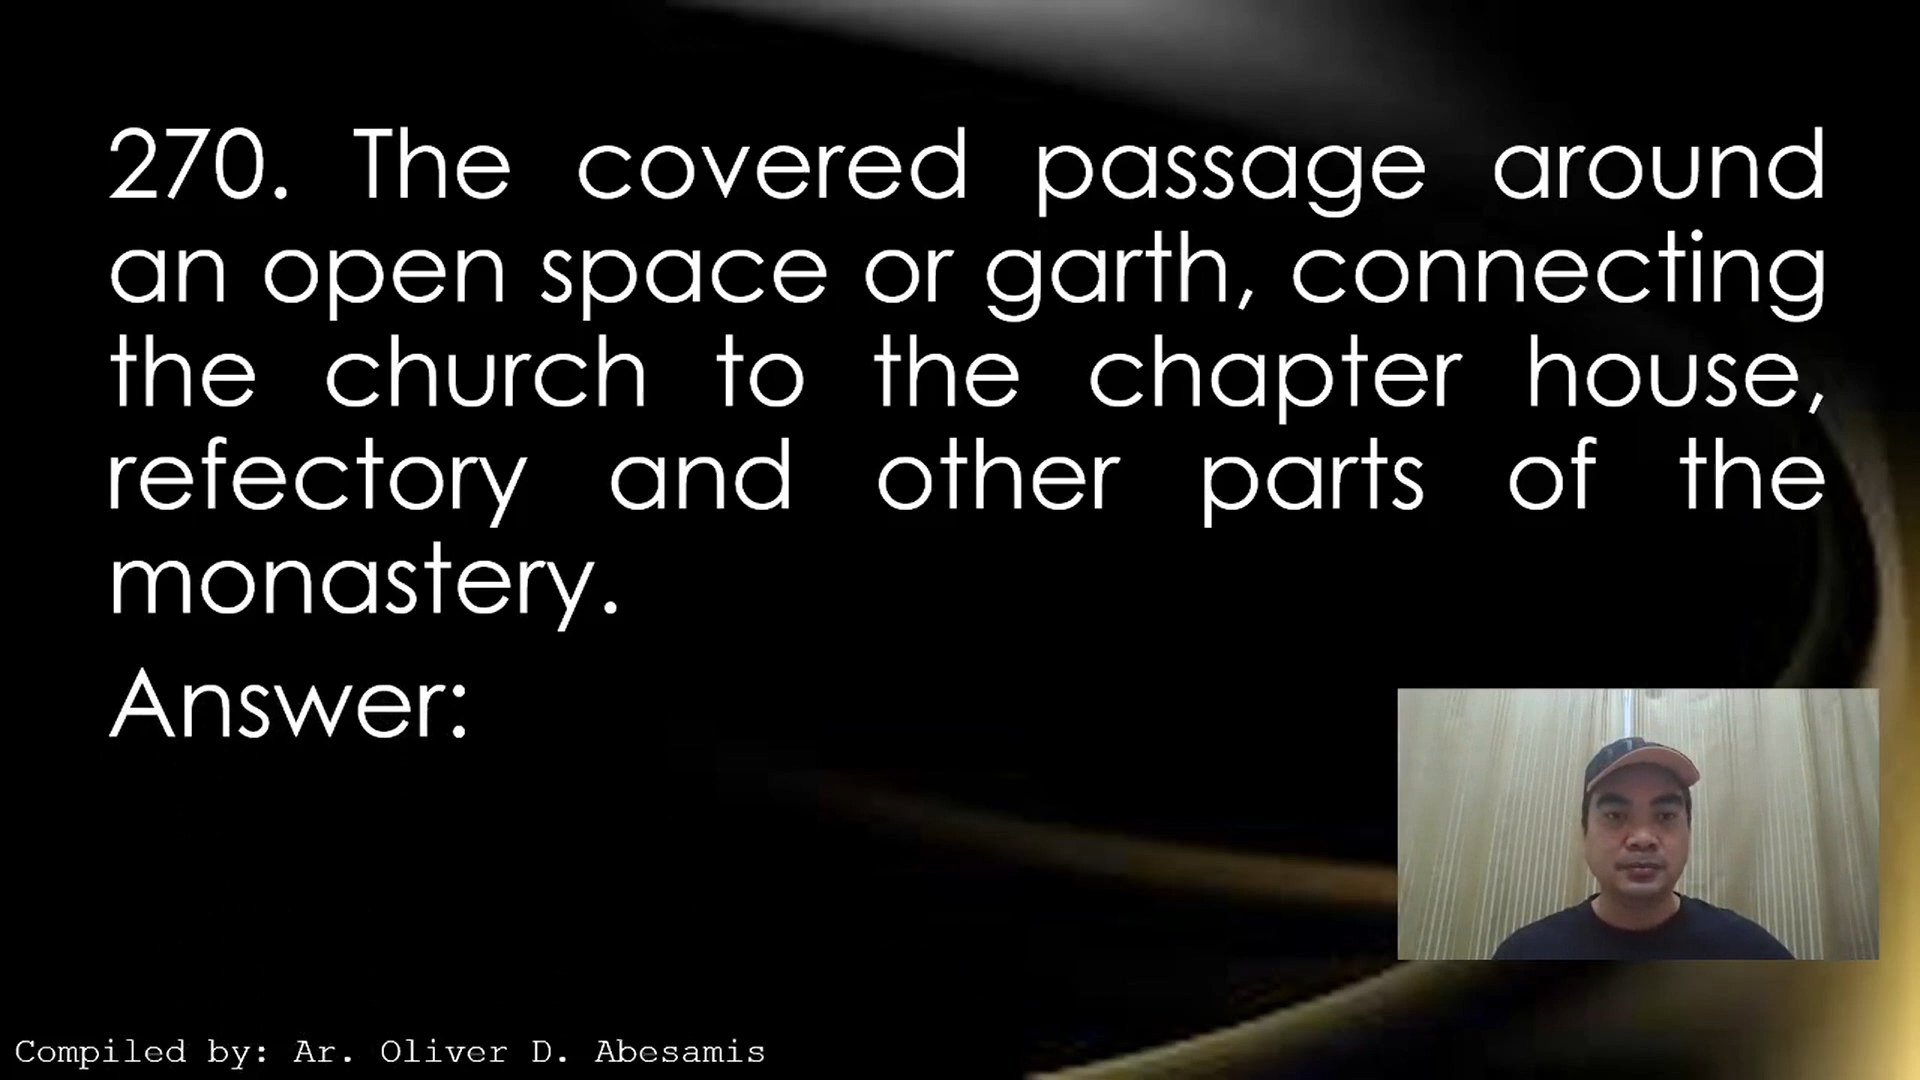 270. The covered passage around
an open space or garth, connecting
the church to the chapter house,
refectory and other parts of the
monastery.
Answer:
Compiled by: Ar. Oliver D. Abesamis